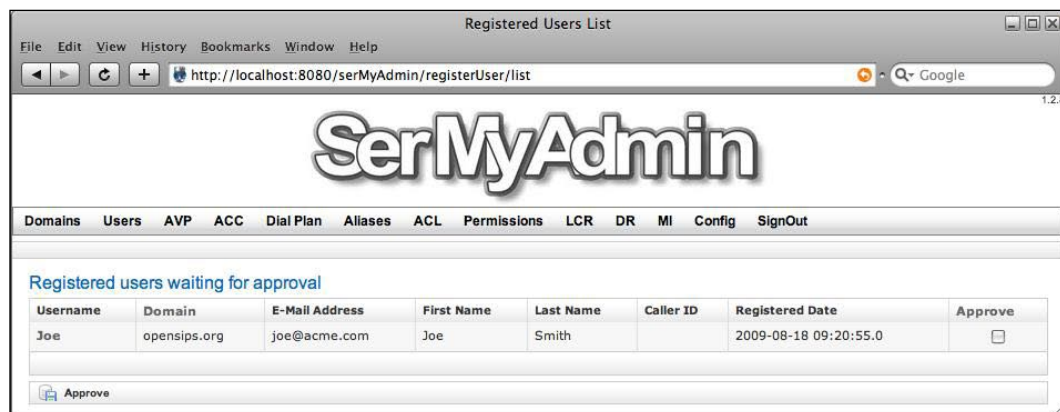 Registered Users List
File Edit View History Bookmarks Window Help
http://localhost:8080/serMyAdmin/registerUser/list
Google
1.2.
SerMyAdmin
Domains Users AVP ACC Dial Plan Aliases ACL Permissions LCR DR MI Config SignOut
Registered users waiting for approval
Username Domain E-Mail Address First Name Last Name Caller ID Registered Date Approve
Joe opensips.org joe@acme.com Joe Smith 2009-08-18 09:20:55.0
Approve